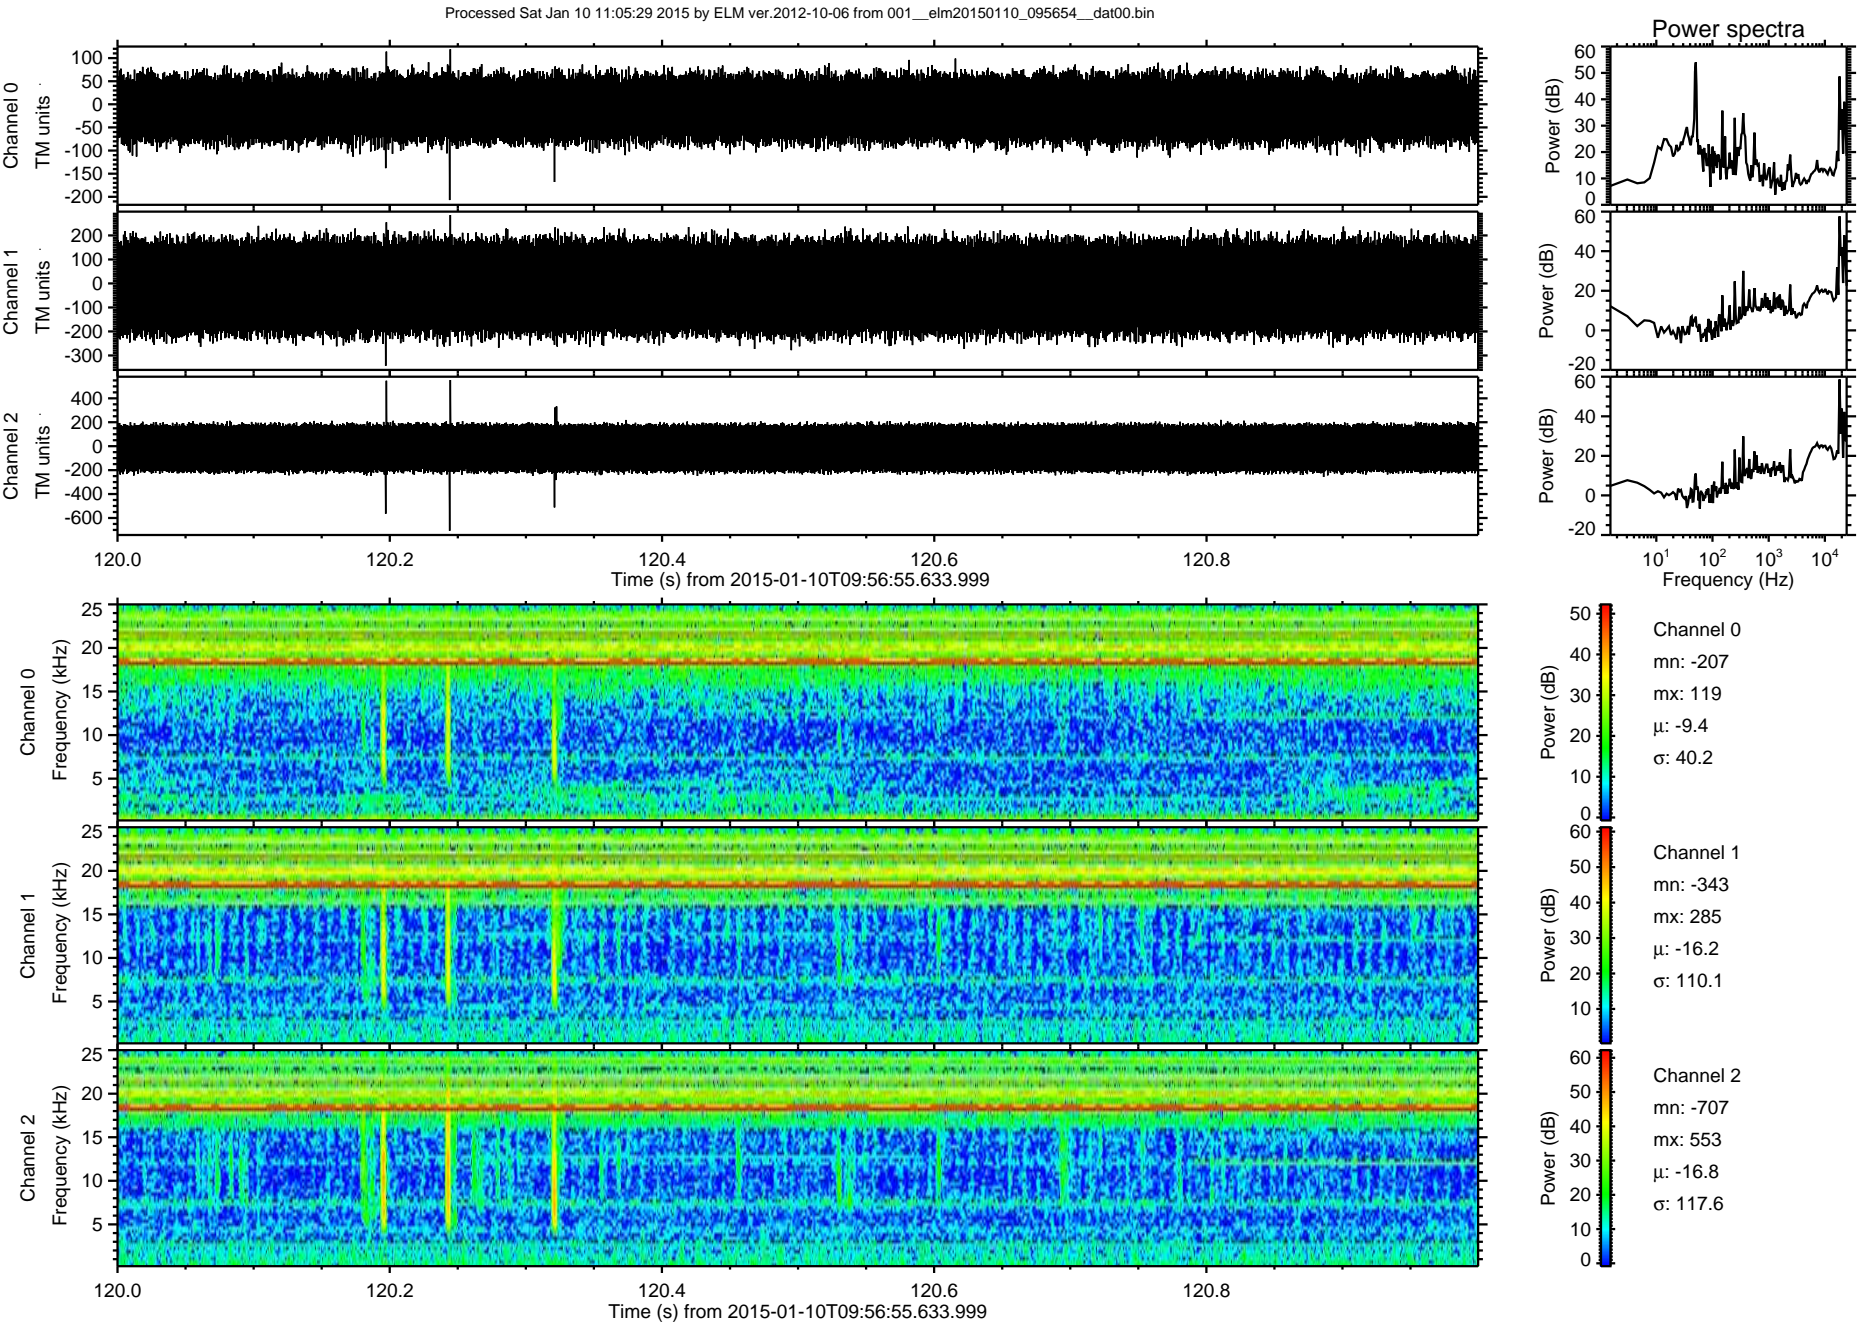 Processed Sat Jan 10 11:05:29 2015 by ELM ver.2012-10-06 from 001__elm20150110_095654__dat00.bin
Power spectra
Channel 0
TM units
100
50
0
-50
-100
-150
-200
Power (dB)
60
50
40
30
20
10
0
Channel 1
TM units
200
100
0
-100
-200
-300
Power (dB)
60
40
20
0
-20
Channel 2
TM units
400
200
0
-200
-400
-600
Power (dB)
60
40
20
0
-20
120.0 120.2 120.4 120.6 120.8
Time (s) from 2015-01-10T09:56:55.633.999
10¹ 10² 10³ 10⁴
Frequency (Hz)
Channel 0
Frequency (kHz)
25
20
15
10
5
Power (dB)
50
40
30
20
10
0
Channel 0
mn: -207
mx: 119
μ: -9.4
σ: 40.2
Channel 1
Frequency (kHz)
25
20
15
10
5
Power (dB)
60
50
40
30
20
10
Channel 1
mn: -343
mx: 285
μ: -16.2
σ: 110.1
Channel 2
Frequency (kHz)
25
20
15
10
5
Power (dB)
60
50
40
30
20
10
0
Channel 2
mn: -707
mx: 553
μ: -16.8
σ: 117.6
120.0 120.2 120.4 120.6 120.8
Time (s) from 2015-01-10T09:56:55.633.999